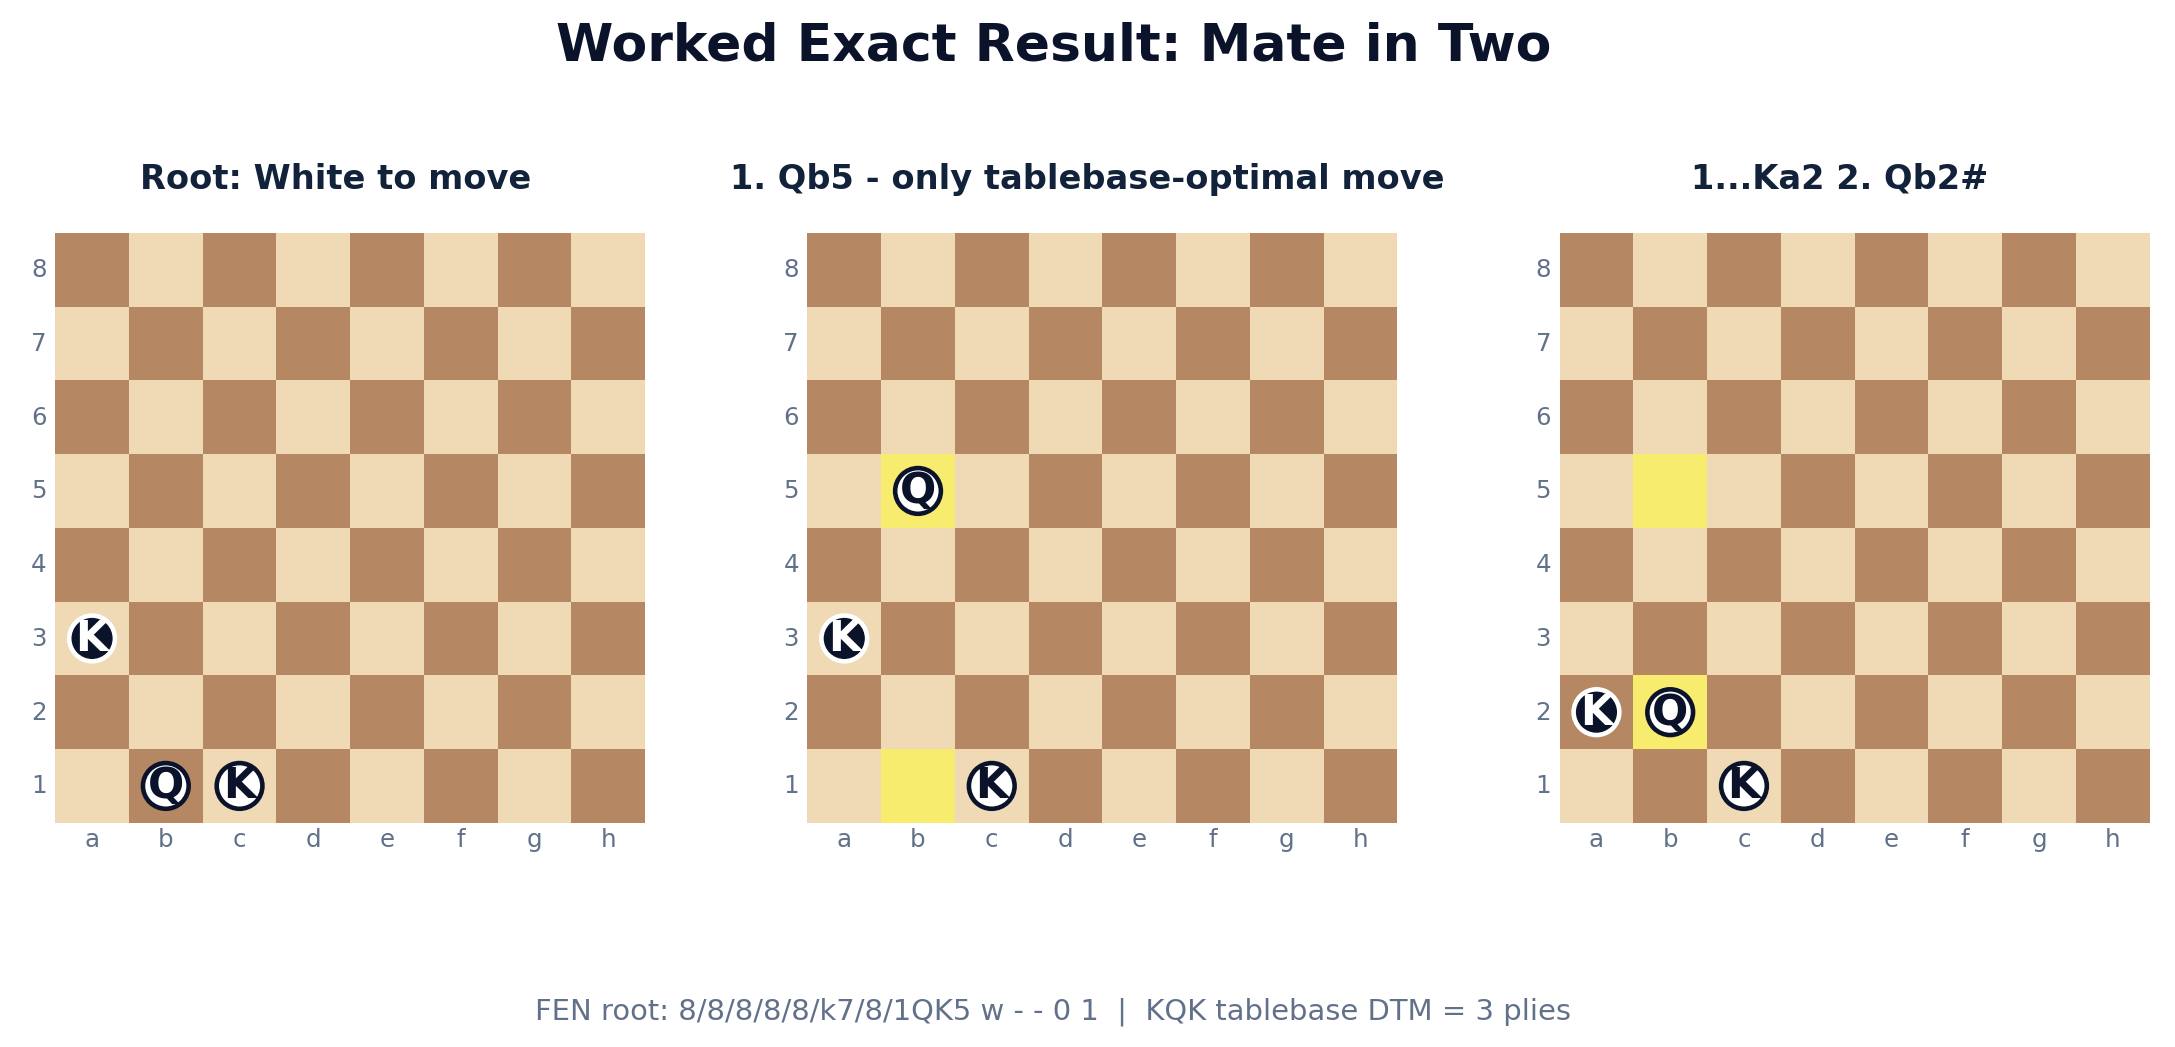 Worked Exact Result: Mate in Two
Root: White to move
8
7
6
5
4
3
2
1
K
Q K
a b c d e f g h
1. Qb5 - only tablebase-optimal move
8
7
6
5
4
3
2
1
Q
K
K
a b c d e f g h
1...Ka2 2. Qb2#
8
7
6
5
4
3
2
1
K Q
K
a b c d e f g h
FEN root: 8/8/8/8/8/k7/8/1QK5 w - - 0 1 | KQK tablebase DTM = 3 plies